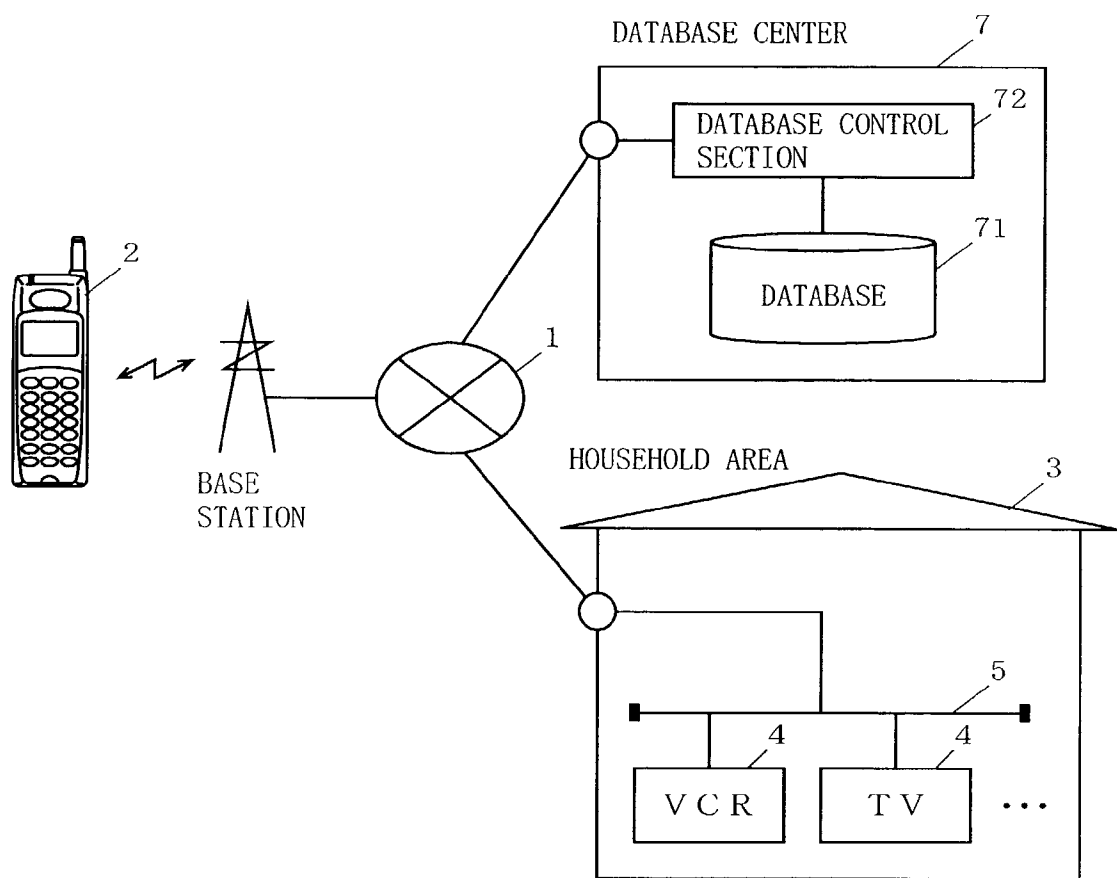 DATABASE CENTER
7
72
DATABASE CONTROL
SECTION
71
DATABASE
2
1
BASE
STATION
HOUSEHOLD AREA
3
5
4
4
VCR
TV
...